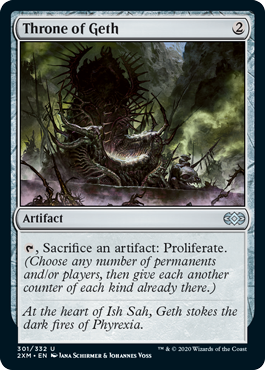 Throne of Geth 2
Artifact
, Sacrifice an artifact: Proliferate.
(Choose any number of permanents
and/or players, then give each another
counter of each kind already there.)
At the heart of Ish Sah, Geth stokes the
dark fires of Phyrexia.
301/332 U
2XM • EN Jana Schirmer & Johannes Voss
™ & © 2020 Wizards of the Coast